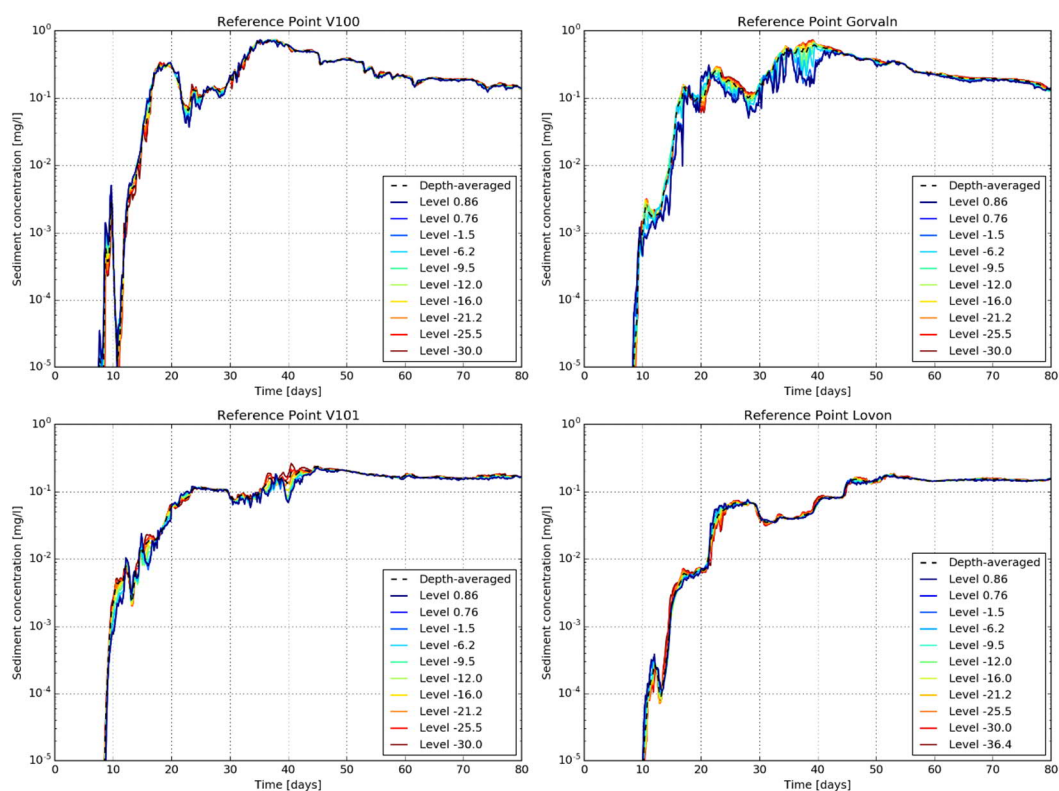 Reference Point V100
Sediment concentration [mg/l]
10^0
10^-1
10^-2
10^-3
10^-4
10^-5
Depth-averaged
Level 0.86
Level 0.76
Level -1.5
Level -6.2
Level -9.5
Level -12.0
Level -16.0
Level -21.2
Level -25.5
Level -30.0
0 10 20 30 40 50 60 70 80
Time [days]
Reference Point Gorvaln
Sediment concentration [mg/l]
10^0
10^-1
10^-2
10^-3
10^-4
10^-5
Depth-averaged
Level 0.86
Level 0.76
Level -1.5
Level -6.2
Level -9.5
Level -12.0
Level -16.0
Level -21.2
Level -25.5
Level -30.0
0 10 20 30 40 50 60 70 80
Time [days]
Reference Point V101
Sediment concentration [mg/l]
10^0
10^-1
10^-2
10^-3
10^-4
10^-5
Depth-averaged
Level 0.86
Level 0.76
Level -1.5
Level -6.2
Level -9.5
Level -12.0
Level -16.0
Level -21.2
Level -25.5
Level -30.0
0 10 20 30 40 50 60 70 80
Time [days]
Reference Point Lovon
Sediment concentration [mg/l]
10^0
10^-1
10^-2
10^-3
10^-4
10^-5
Depth-averaged
Level 0.86
Level 0.76
Level -1.5
Level -6.2
Level -9.5
Level -12.0
Level -16.0
Level -21.2
Level -25.5
Level -30.0
Level -36.4
0 10 20 30 40 50 60 70 80
Time [days]